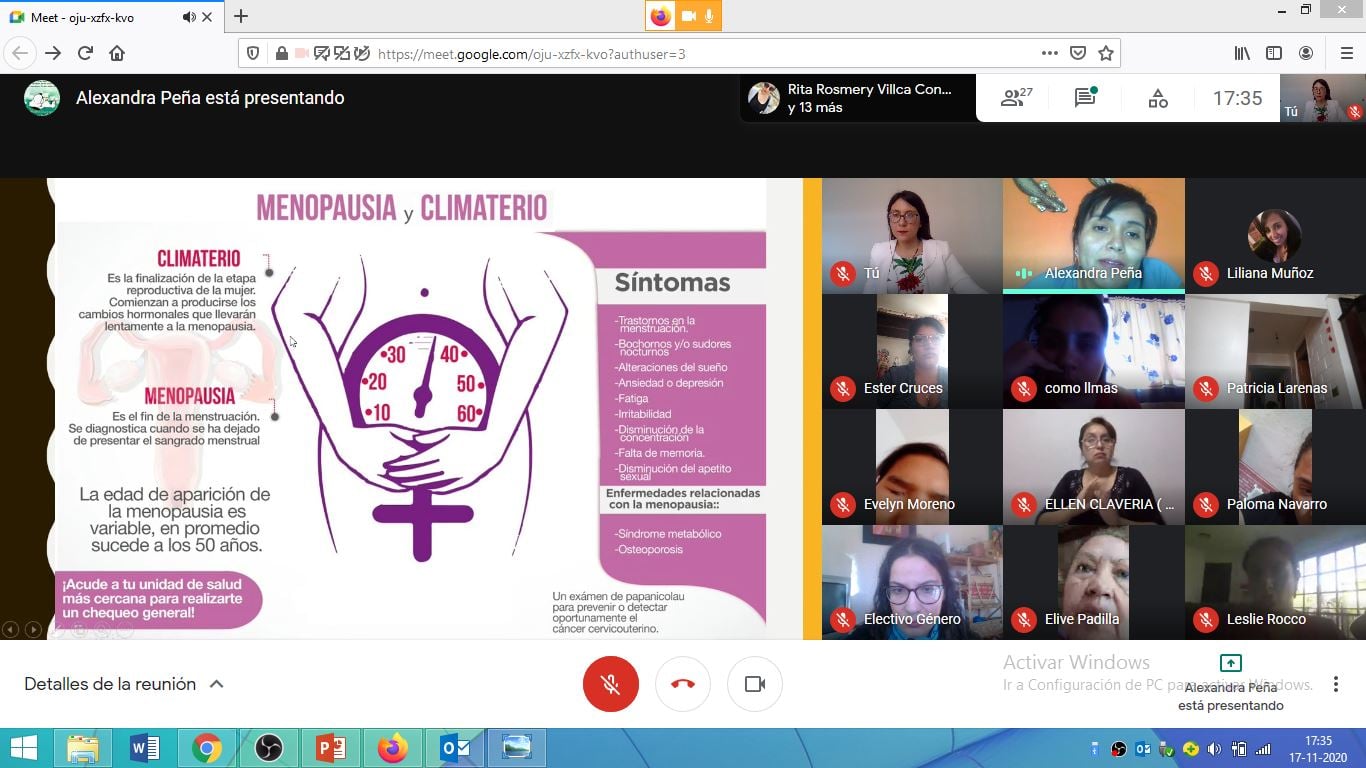 Meet - oju-xzfx-kvo
https://meet.google.com/oju-xzfx-kvo?authuser=3
Alexandra Peña está presentando
Rita Rosmery Villca Con...
y 13 más
27
17:35
Tú
MENOPAUSIA y CLIMATERIO
CLIMATERIO
Es la finalización de la etapa
reproductiva de la mujer.
Comienzan a producirse los
cambios hormonales que llevarán
lentamente a la menopausia.
MENOPAUSIA
Es el fin de la menstruación.
Se diagnostica cuando se ha dejado
de presentar el sangrado menstrual
La edad de aparición de
la menopausia es
variable, en promedio
sucede a los 50 años.
¡Acude a tu unidad de salud
más cercana para realizarte
un chequeo general!
•30
40•
•20
50•
•10
60•
Síntomas
-Trastornos en la
menstruación.
-Bochornos y/o sudores
nocturnos
-Alteraciones del sueño
-Ansiedad o depresión
-Fatiga
-Irritabilidad
-Disminución de la
concentración
-Falta de memoria.
-Disminución del apetito
sexual
Enfermedades relacionadas
con la menopausia::
-Síndrome metabólico
-Osteoporosis
Un exámen de papanicolau
para prevenir o detectar
oportunamente el
cáncer cervicouterino.
Tú
Alexandra Peña
Liliana Muñoz
Ester Cruces
como llmas
Patricia Larenas
Evelyn Moreno
ELLEN CLAVERIA ( ...
Paloma Navarro
Electivo Género
Elive Padilla
Leslie Rocco
Detalles de la reunión
Activar Windows
Ir a Configuración de PC para activar Windows.
Alexandra Peña
está presentando
17:35
17-11-2020